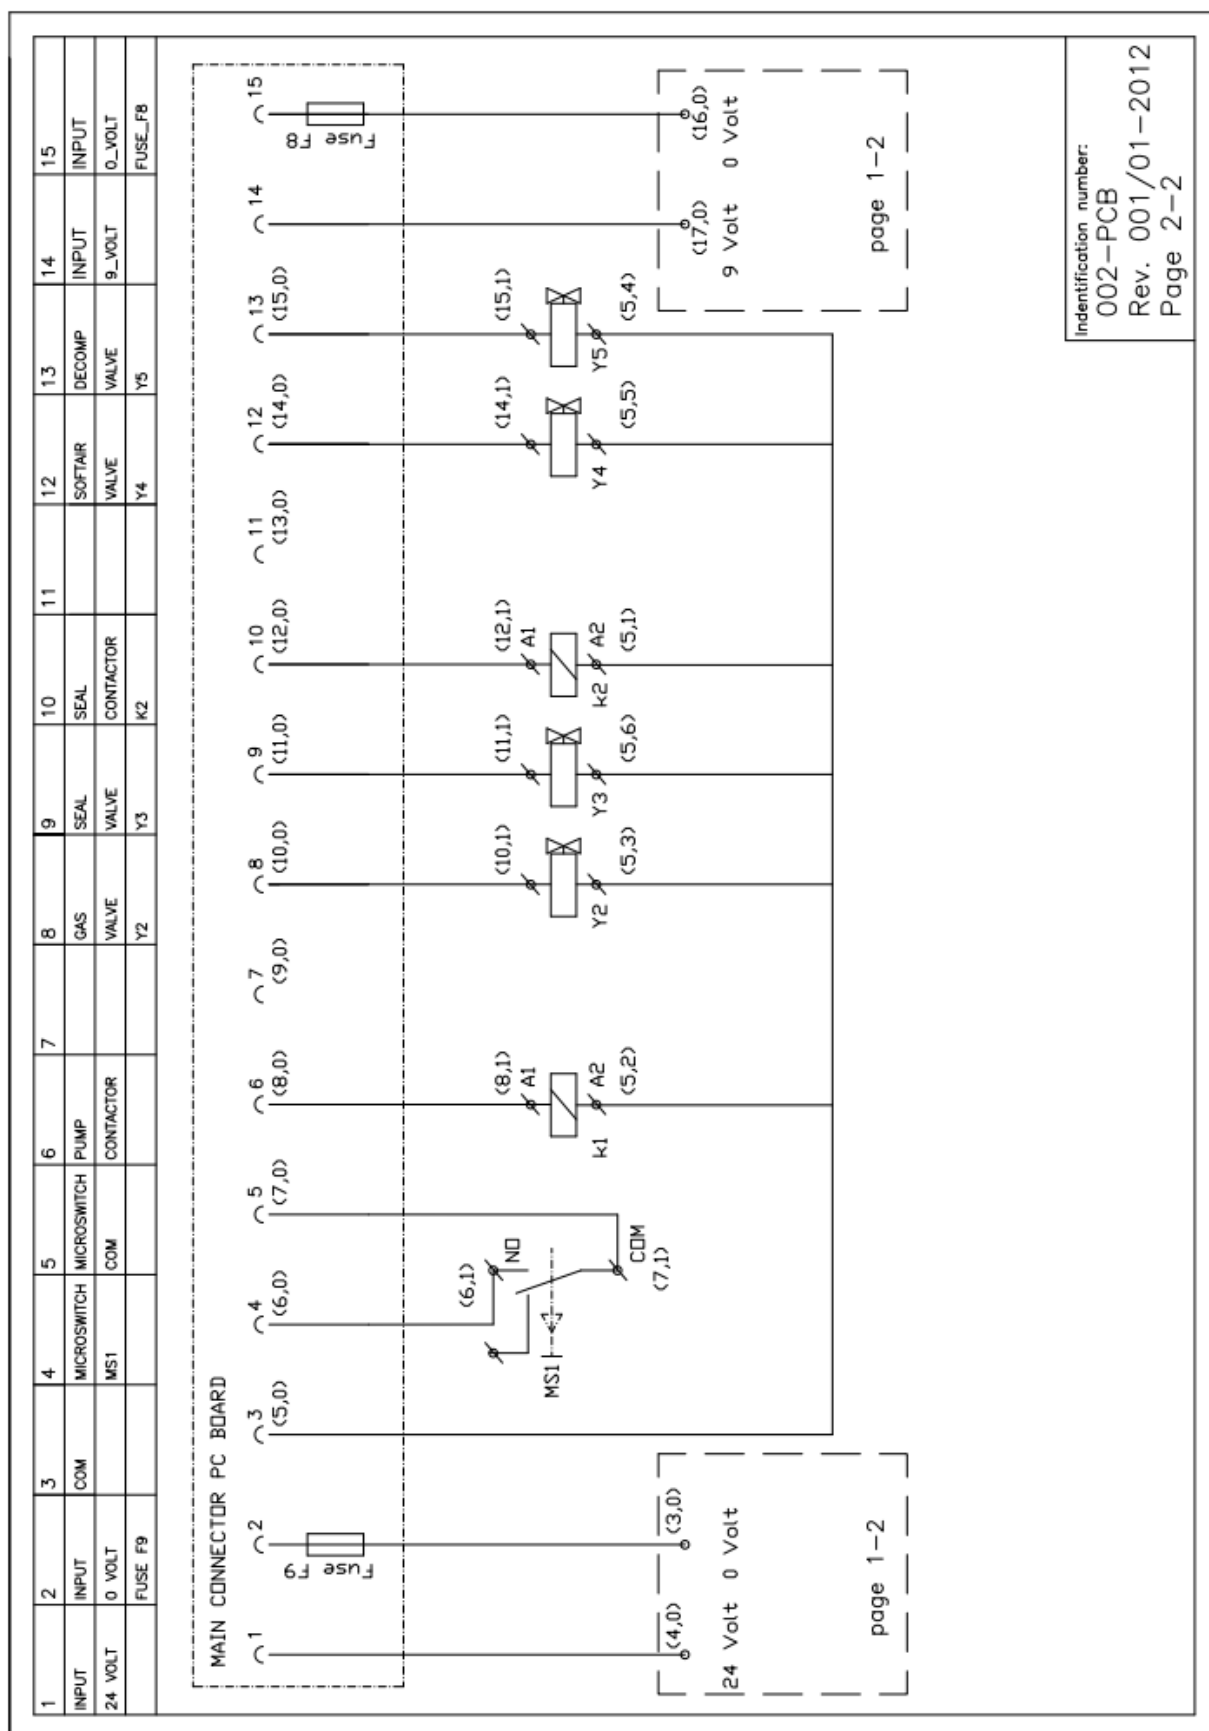 1 2 3 4 5 6 7 8 9 10 11 12 13 14 15
INPUT INPUT COM MICROSWITCH MICROSWITCH PUMP GAS SEAL SEAL SOFTAIR DECOMP INPUT INPUT
24 VOLT 0 VOLT MS1 COM CONTACTOR VALVE VALVE CONTACTOR VALVE VALVE 9_VOLT 0_VOLT
FUSE F9 Y2 Y3 K2 Y4 Y5 FUSE_F8
MAIN CONNECTOR PC BOARD
1 2 3 4 5 6 7 8 9 10 11 12 13 14 15
(5,0) (6,0) (7,0) (8,0) (9,0) (10,0) (11,0) (12,0) (13,0) (14,0) (15,0)
Fuse F9
Fuse F8
(6,1) (8,1) (10,1) (11,1) (12,1) (14,1) (15,1)
NO A1 A1
MS1
k1 A2 Y2 Y3 k2 A2 Y4 Y5
COM (5,2) (5,3) (5,6) (5,1) (5,5) (5,4)
(7,1)
(4,0) (3,0) (17,0) (16,0)
24 Volt 0 Volt
9 Volt 0 Volt
page 1-2
page 1-2
Indentification number:
002-PCB
Rev. 001/01-2012
Page 2-2